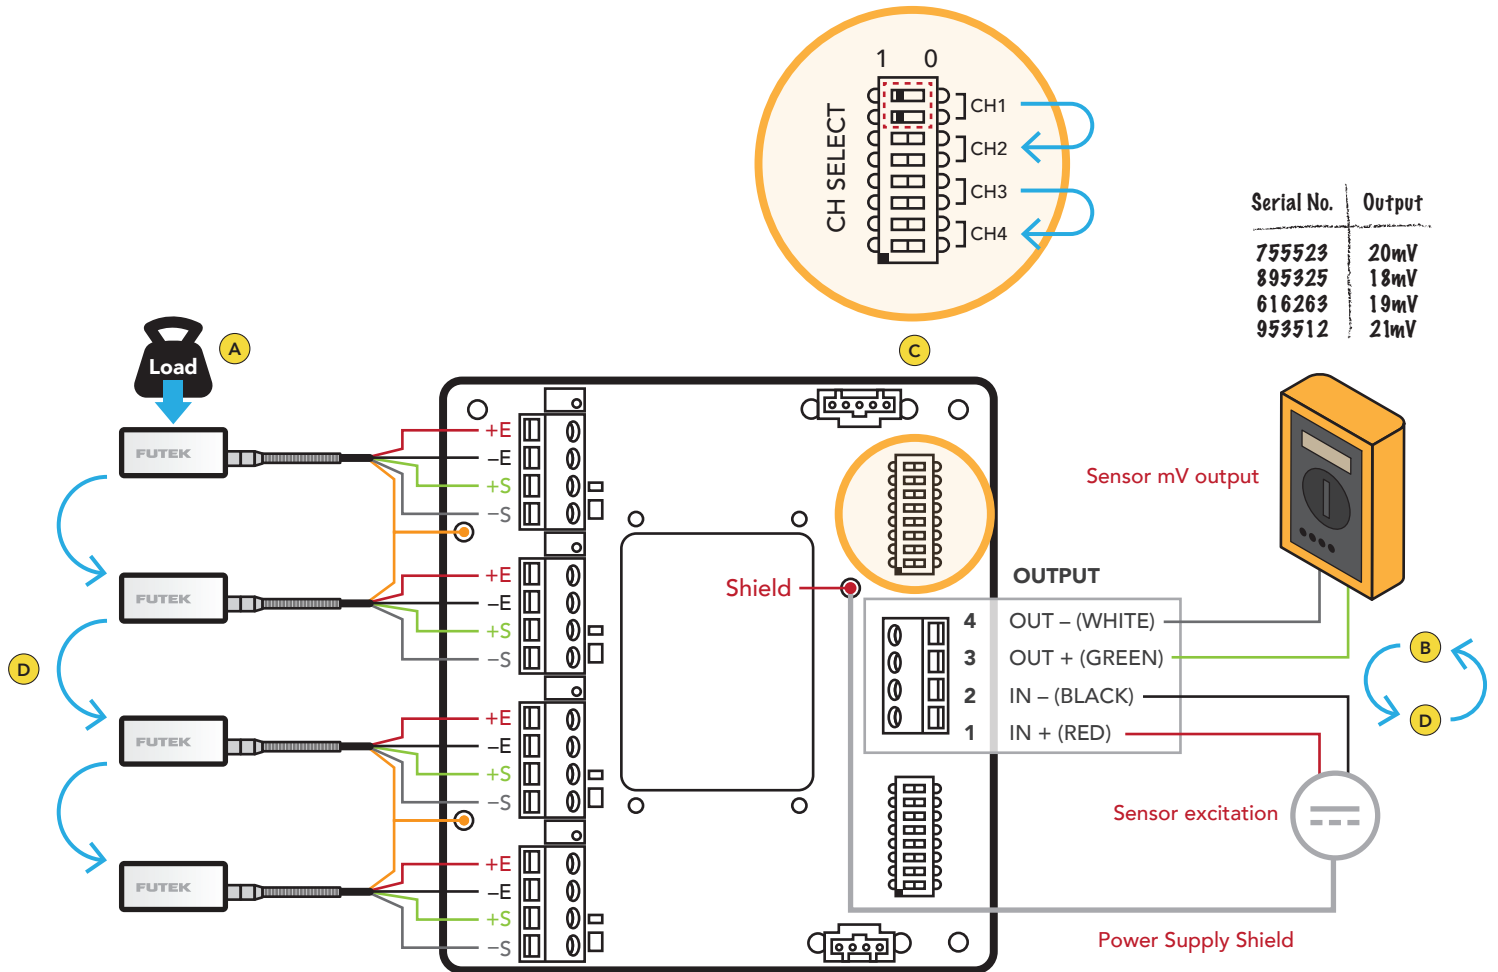 1 0
CH SELECT
CH1
CH2
CH3
CH4
Serial No. Output
755523 20mV
895325 18mV
616263 19mV
953512 21mV
Load
A
C
FUTEK
+E
−E
+S
−S
Sensor mV output
FUTEK
+E
−E
+S
−S
Shield
OUTPUT
4 OUT – (WHITE)
3 OUT + (GREEN)
2 IN – (BLACK)
1 IN + (RED)
B
D
D
FUTEK
+E
−E
+S
−S
Sensor excitation
FUTEK
+E
−E
+S
−S
Power Supply Shield